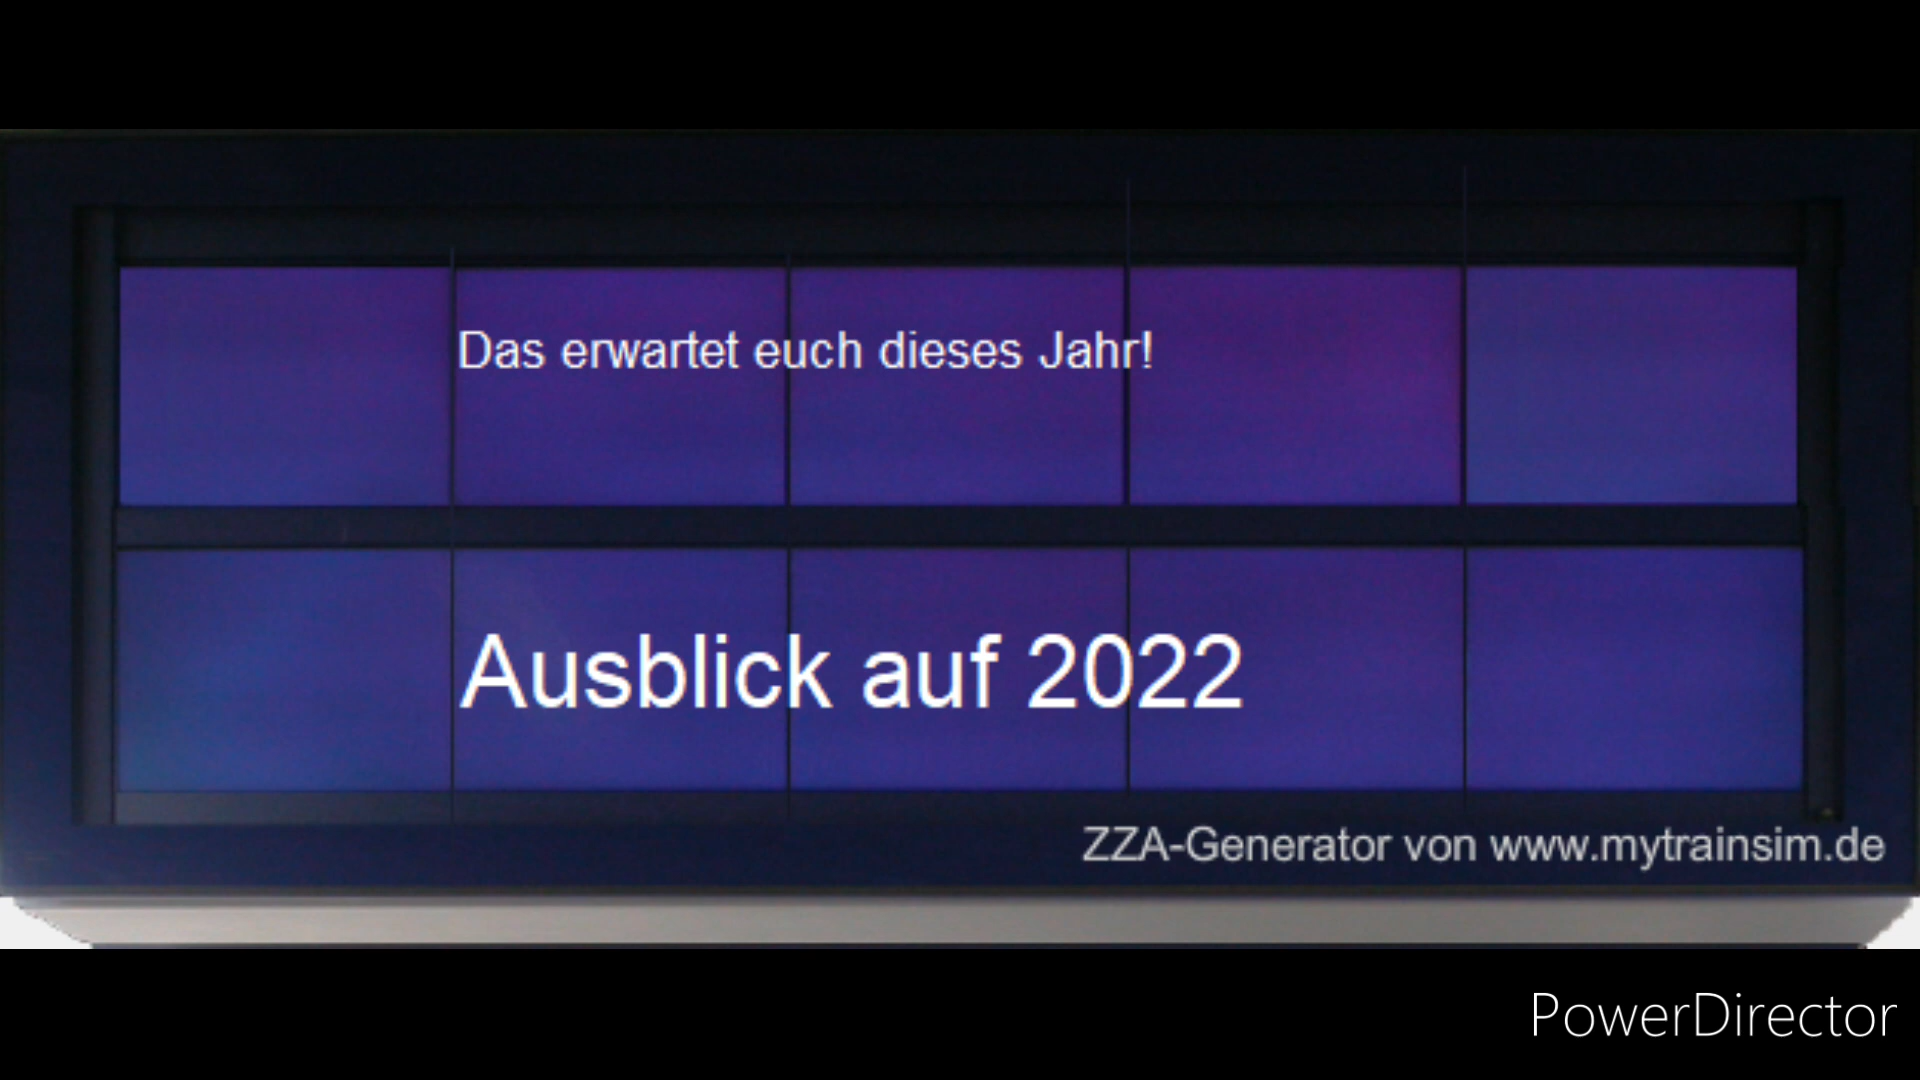 Das erwartet euch dieses Jahr!
Ausblick auf 2022
ZZA-Generator von www.mytrainsim.de
PowerDirector